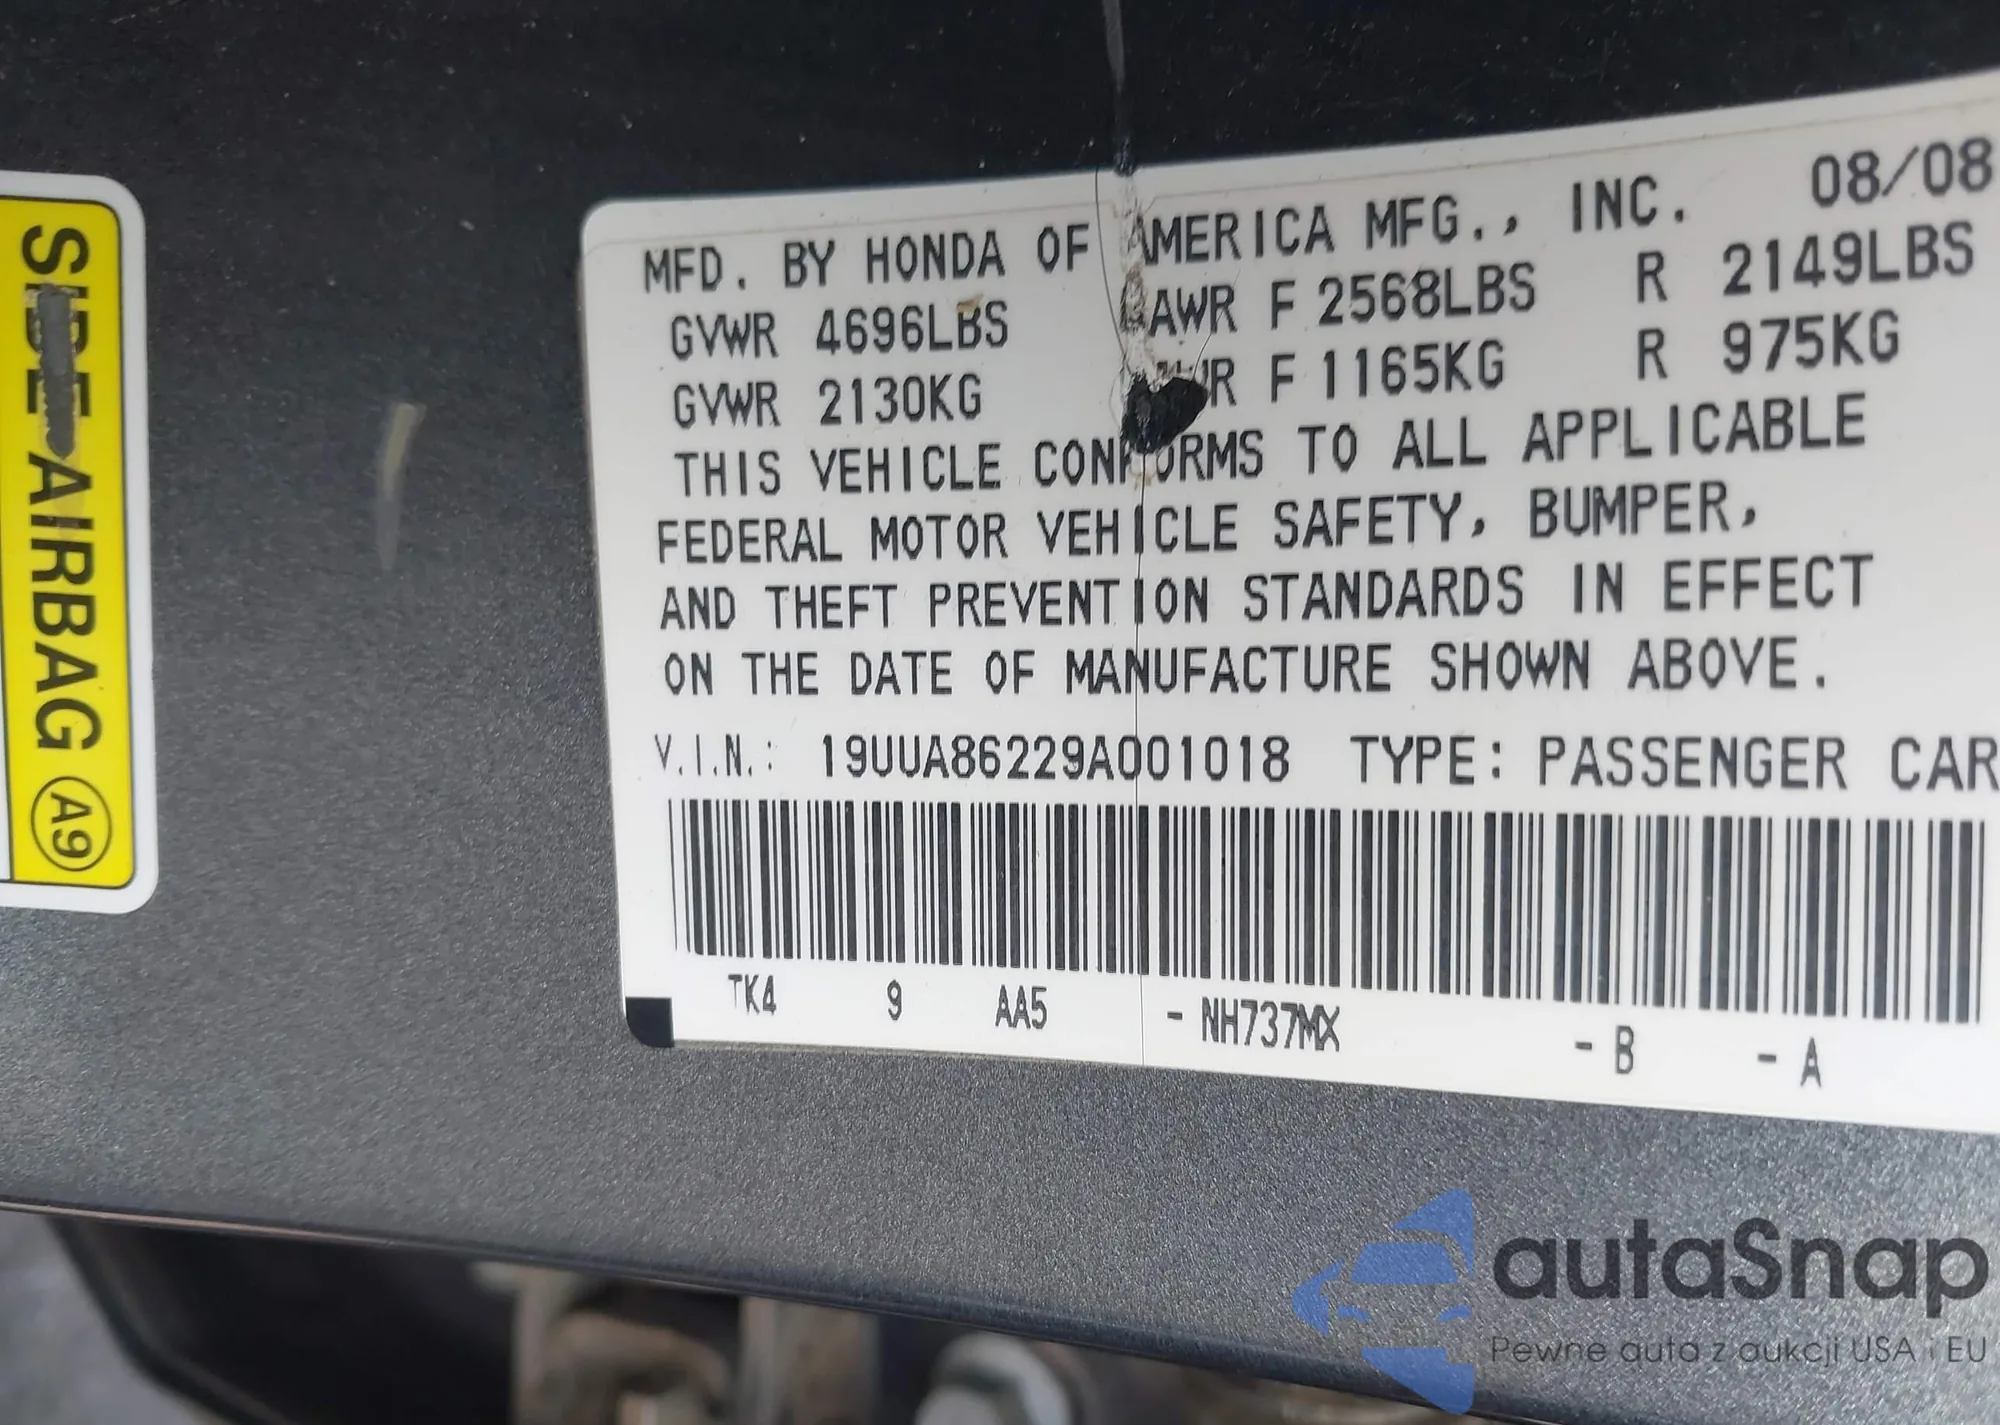 SIDE AIRBAG A9
MFD. BY HONDA OF AMERICA MFG., INC. 08/08
GVWR 4696LBS GAWR F 2568LBS R 2149LBS
GVWR 2130KG GAWR F 1165KG R 975KG
THIS VEHICLE CONFORMS TO ALL APPLICABLE
FEDERAL MOTOR VEHICLE SAFETY, BUMPER,
AND THEFT PREVENTION STANDARDS IN EFFECT
ON THE DATE OF MANUFACTURE SHOWN ABOVE.
V.I.N.: 19UUA86229A001018 TYPE: PASSENGER CAR
TK4 9 AA5 - NH737MX - B - A
autaSnap
Pewne auta z aukcji USA i EU